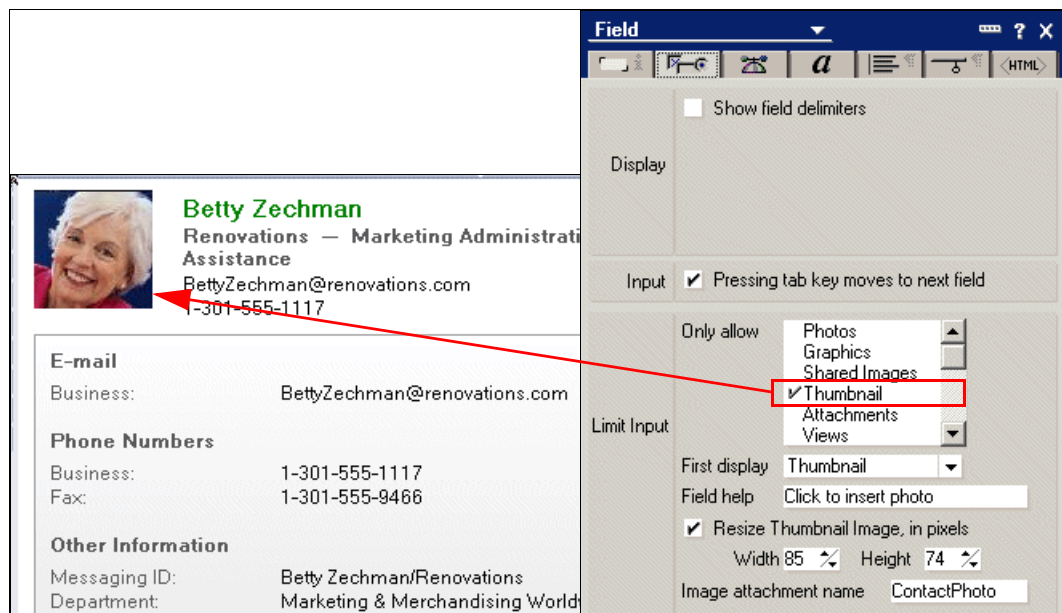 Betty Zechman
Renovations — Marketing Administrati
Assistance
BettyZechman@renovations.com
1-301-555-1117
E-mail
Business: BettyZechman@renovations.com
Phone Numbers
Business: 1-301-555-1117
Fax: 1-301-555-9466
Other Information
Messaging ID: Betty Zechman/Renovations
Department: Marketing & Merchandising Worldw
Field
?
X
a
<HTML>
Show field delimiters
Display
Input
Pressing tab key moves to next field
Limit Input
Only allow
Photos
Graphics
Shared Images
Thumbnail
Attachments
Views
First display Thumbnail
Field help Click to insert photo
Resize Thumbnail Image, in pixels
Width 85 Height 74
Image attachment name ContactPhoto